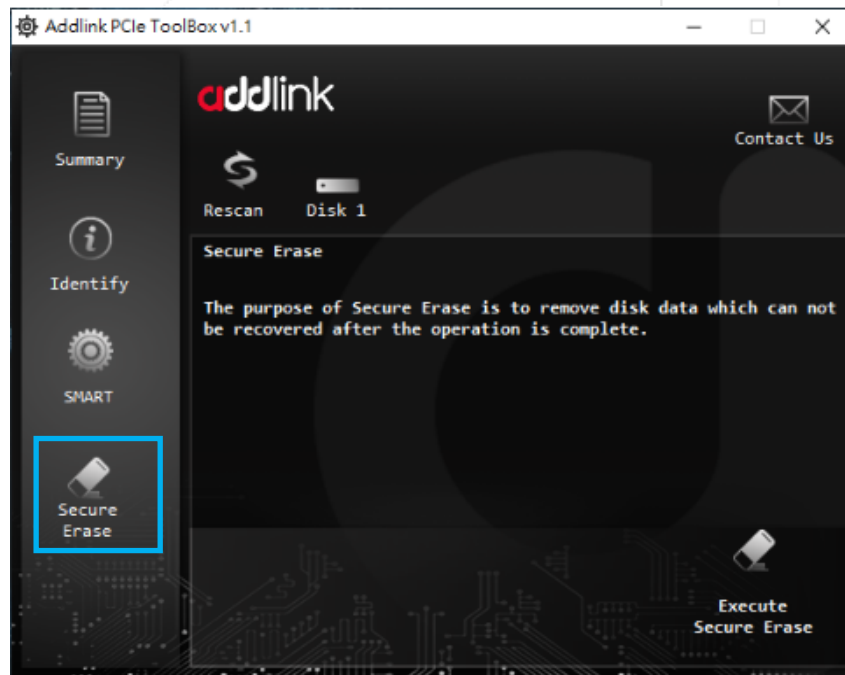 Addlink PCIe ToolBox v1.1
addlink
Contact Us
Summary
Rescan
Disk 1
Identify
Secure Erase
The purpose of Secure Erase is to remove disk data which can not
be recovered after the operation is complete.
SMART
Secure
Erase
Execute
Secure Erase